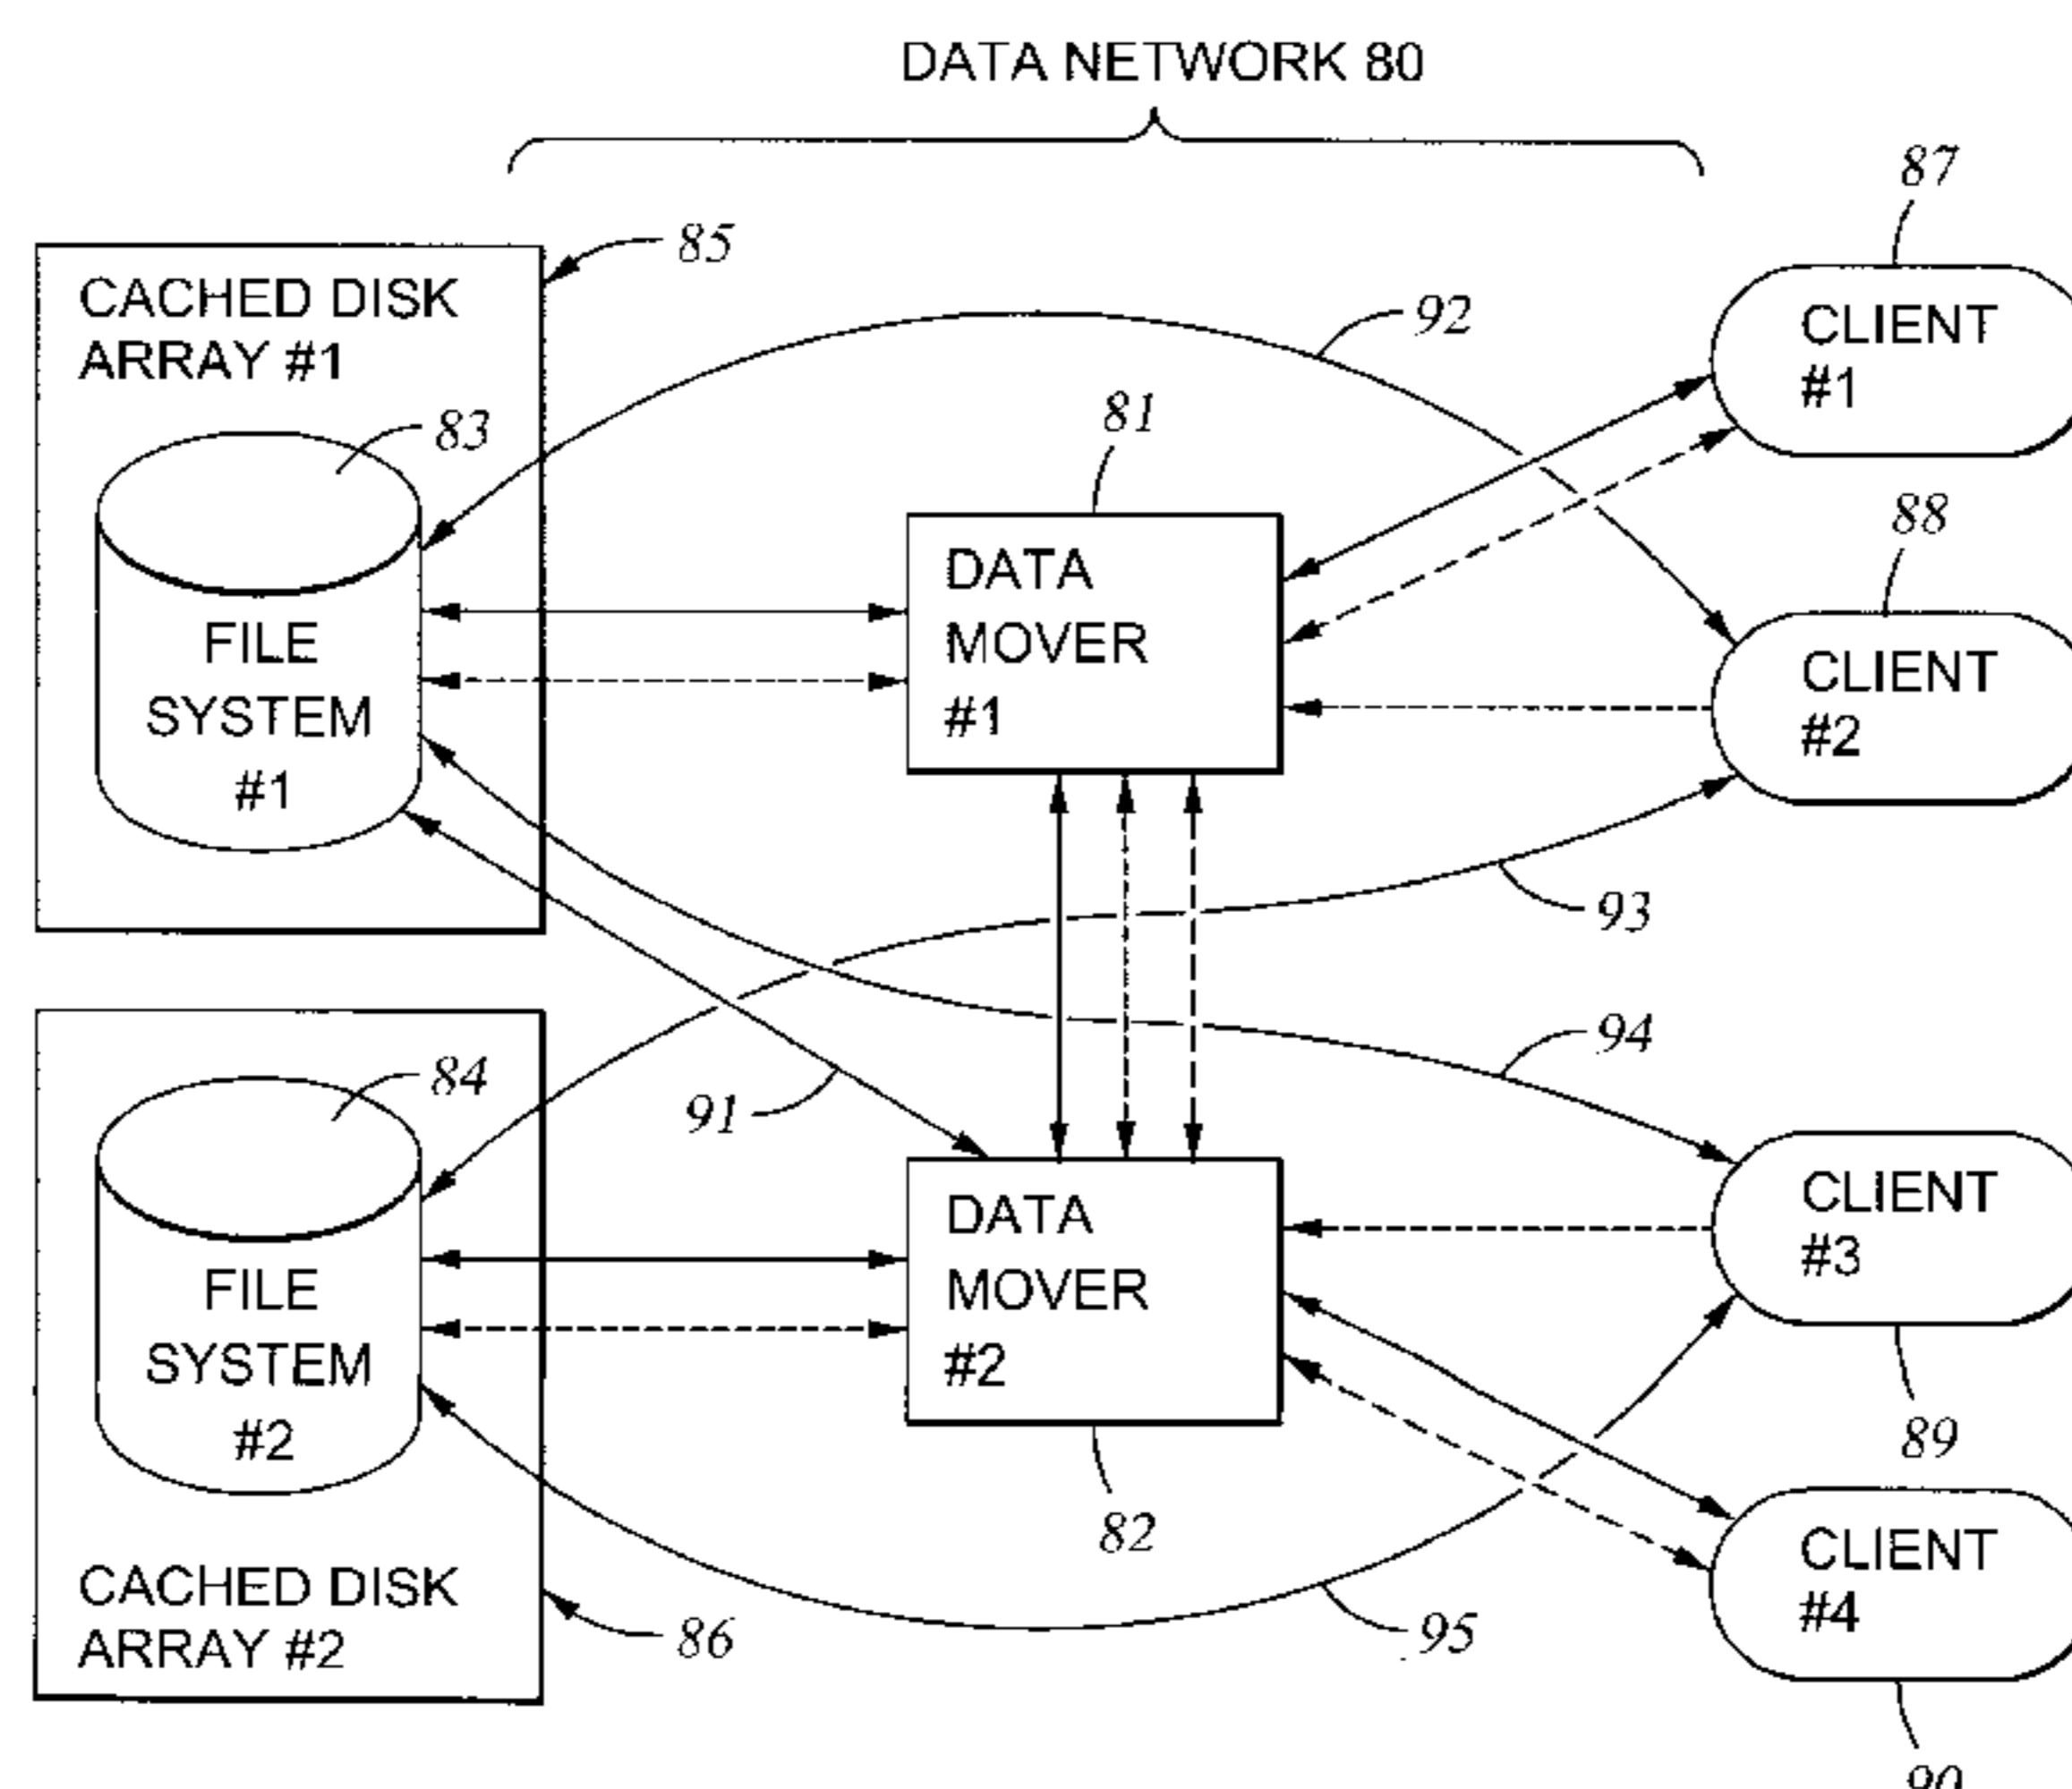 DATA NETWORK 80
87
85
CACHED DISK
ARRAY #1
92
CLIENT
#1
83
81
88
DATA
MOVER
#1
FILE
SYSTEM
#1
CLIENT
#2
93
94
84
91
DATA
MOVER
#2
CLIENT
#3
FILE
SYSTEM
#2
89
82
CLIENT
#4
CACHED DISK
ARRAY #2
86
95
90